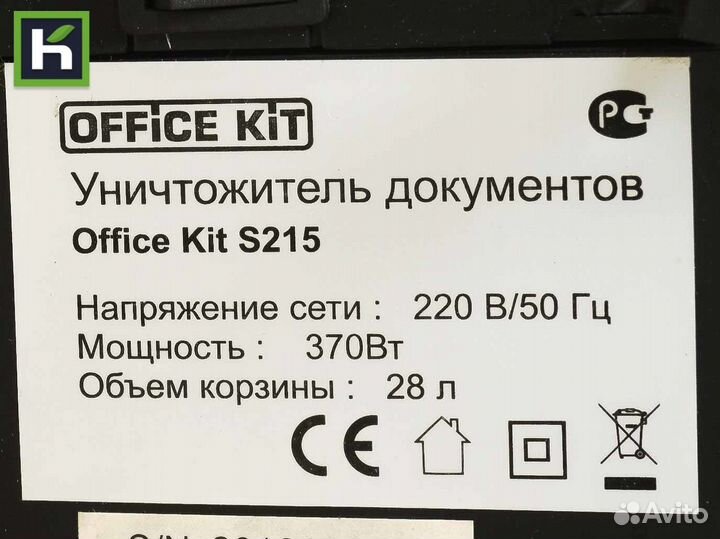 OFFICE KIT
Уничтожитель документов
Office Kit S215
Напряжение сети : 220 В/50 Гц
Мощность : 370Вт
Объем корзины : 28 л
CE
Avito